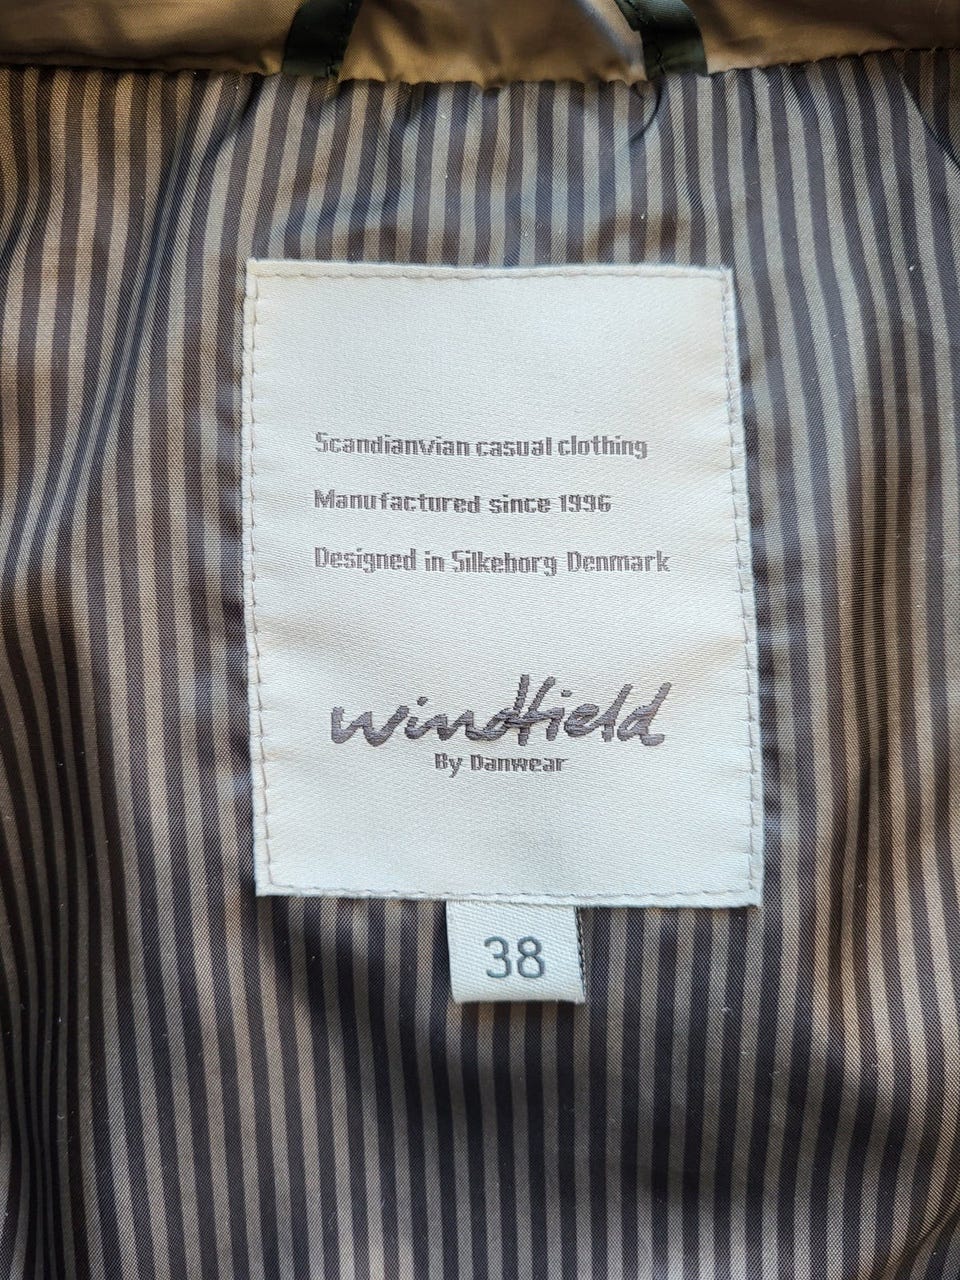 Scandianvian casual clothing
Manufactured since 1996
Designed in Silkeborg Denmark
windfield
By Danwear
38